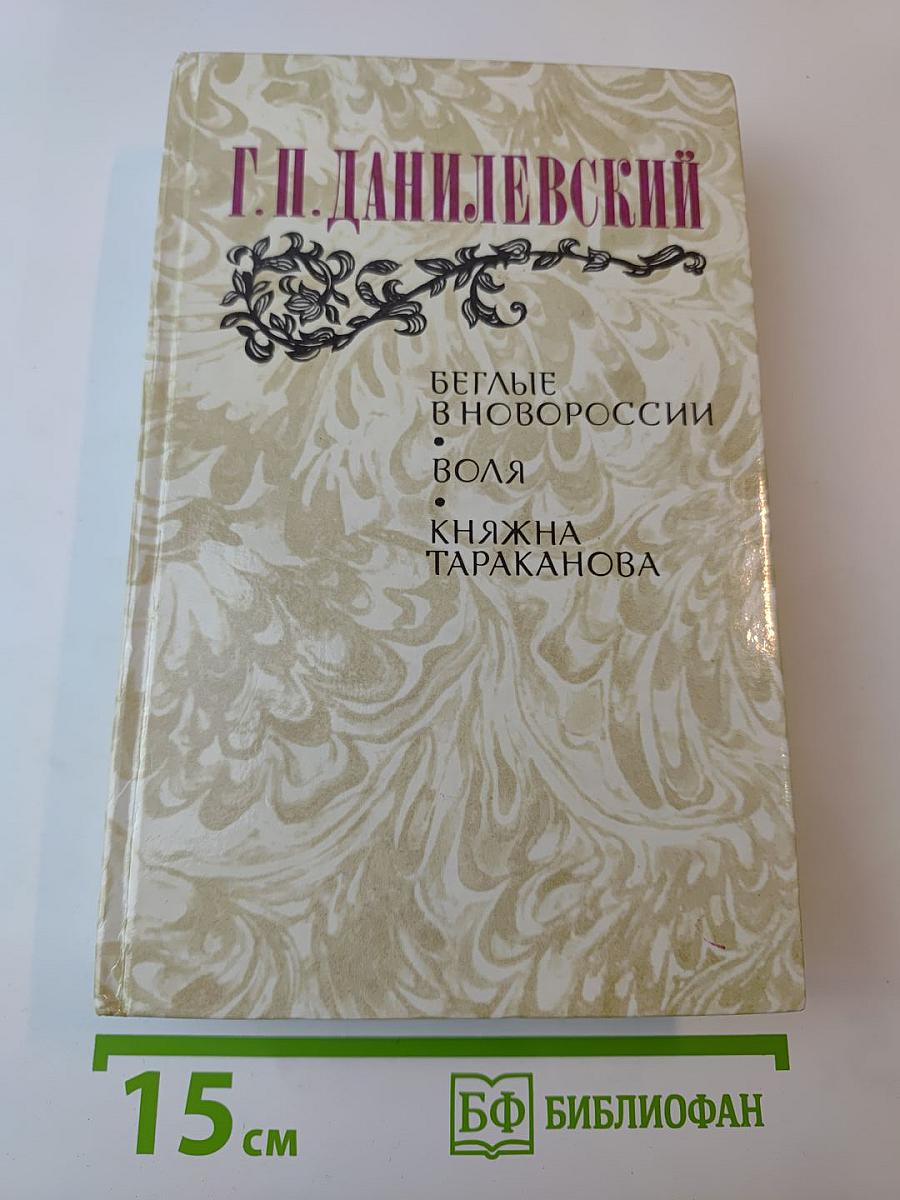 Г.П.ДАНИЛЕВСКИЙ
БЕГЛЫЕ
В НОВОРОССИИ
•
ВОЛЯ
•
КНЯЖНА
ТАРАКАНОВА
15 см
БФ БИБЛИОФАН